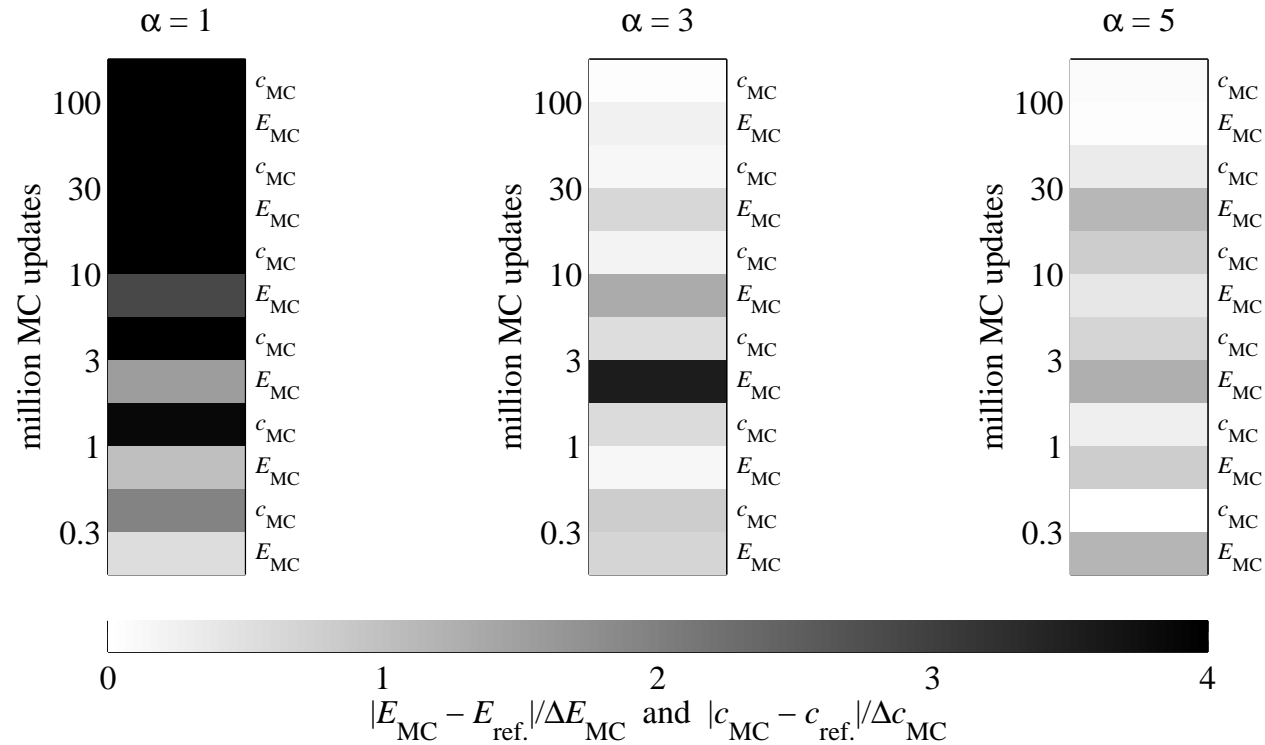 α = 1
α = 3
α = 5
million MC updates
100
30
10
3
1
0.3
c_MC
E_MC
c_MC
E_MC
c_MC
E_MC
c_MC
E_MC
c_MC
E_MC
c_MC
E_MC
million MC updates
100
30
10
3
1
0.3
c_MC
E_MC
c_MC
E_MC
c_MC
E_MC
c_MC
E_MC
c_MC
E_MC
c_MC
E_MC
million MC updates
100
30
10
3
1
0.3
c_MC
E_MC
c_MC
E_MC
c_MC
E_MC
c_MC
E_MC
c_MC
E_MC
c_MC
E_MC
0 1 2 3 4
|E_MC − E_ref.|/ΔE_MC and |c_MC − c_ref.|/Δc_MC